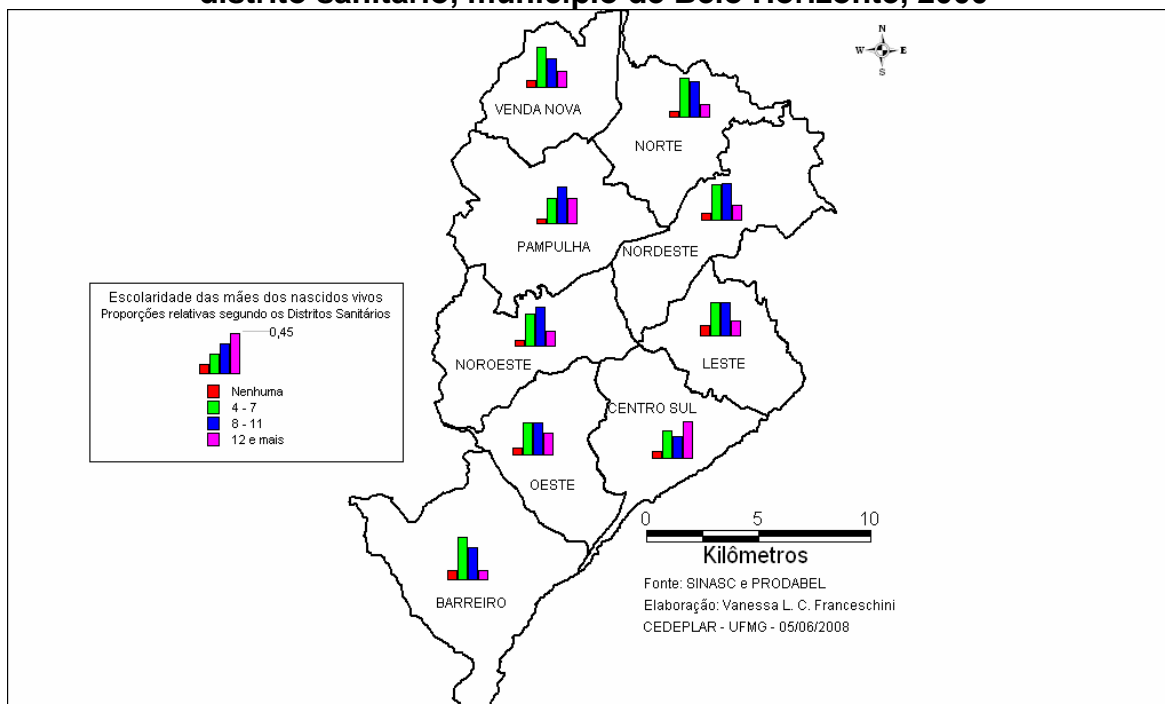 distrito sanitário, município de Belo Horizonte, 2000
N
W
E
S
VENDA NOVA
NORTE
PAMPULHA
NORDESTE
Escolaridade das mães dos nascidos vivos
Proporções relativas segundo os Distritos Sanitários
0,45
Nenhuma
4 - 7
8 - 11
12 e mais
NOROESTE
LESTE
CENTRO SUL
OESTE
BARREIRO
0 5 10
Kilômetros
Fonte: SINASC e PRODABEL
Elaboração: Vanessa L. C. Franceschini
CEDEPLAR - UFMG - 05/06/2008